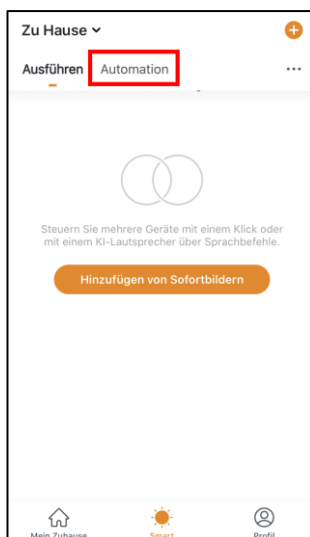 Zu Hause
Ausführen Automation
Steuern Sie mehrere Geräte mit einem Klick oder
mit einem KI-Lautsprecher über Sprachbefehle.
Hinzufügen von Sofortbildern
Mein Zuhause Smart Profil